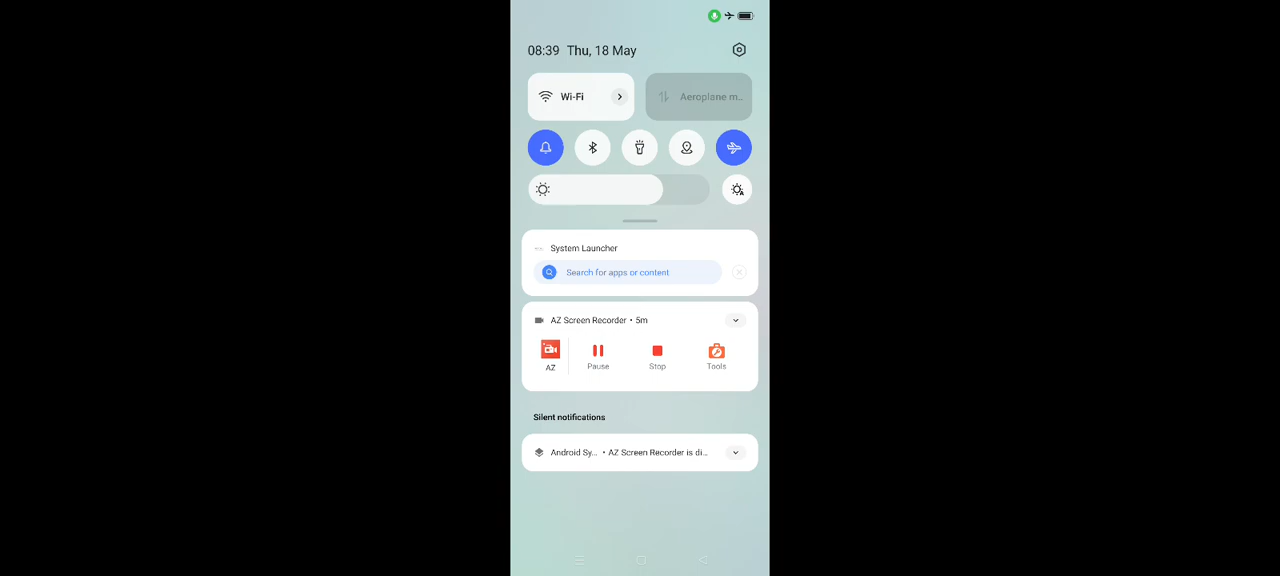 08:39 Thu, 18 May
Wi-Fi
Aeroplane m...
System Launcher
Search for apps or content
AZ Screen Recorder • 5m
AZ
Pause
Stop
Tools
Silent notifications
Android Sy... • AZ Screen Recorder is di...